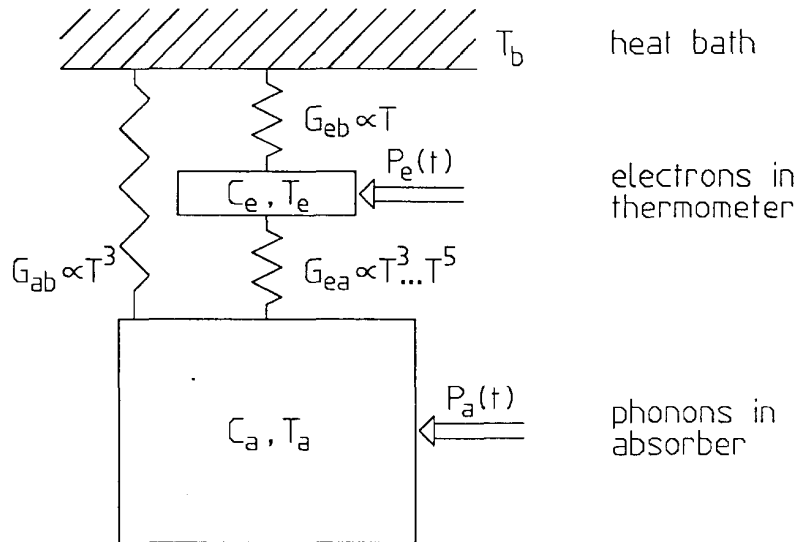 T_b heat bath
G_eb ∝ T
P_e(t)
C_e , T_e
electrons in
thermometer
G_ab ∝ T^3
G_ea ∝ T^3...T^5
P_a(t)
C_a , T_a
phonons in
absorber